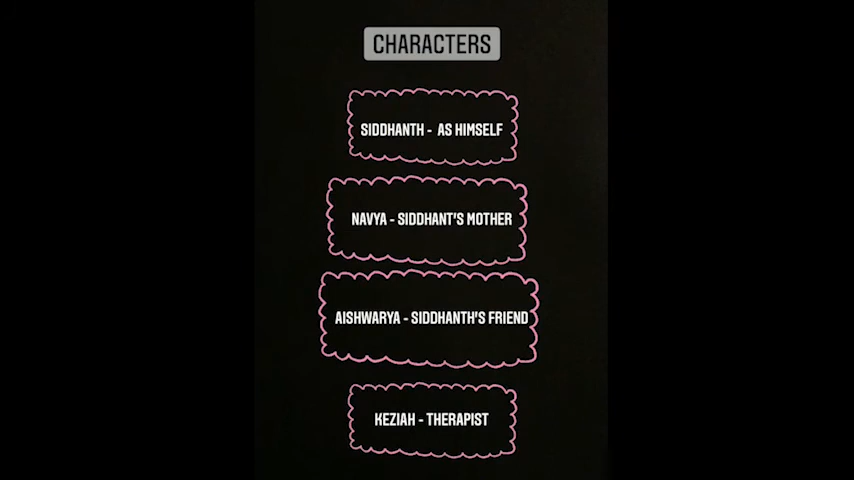 CHARACTERS
SIDDHANTH - AS HIMSELF
NAVYA - SIDDHANT'S MOTHER
AISHWARYA - SIDDHANTH'S FRIEND
KEZIAH - THERAPIST